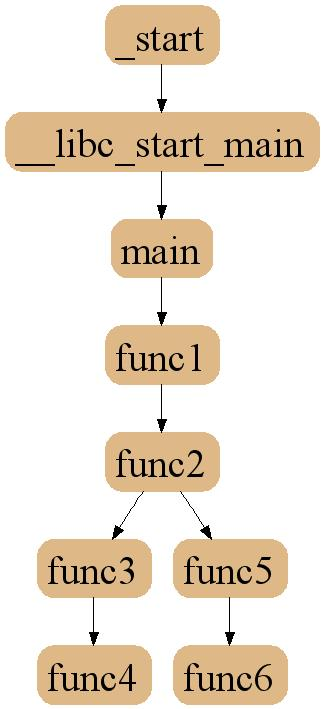 _start
__libc_start_main
main
func1
func2
func3 func5
func4 func6